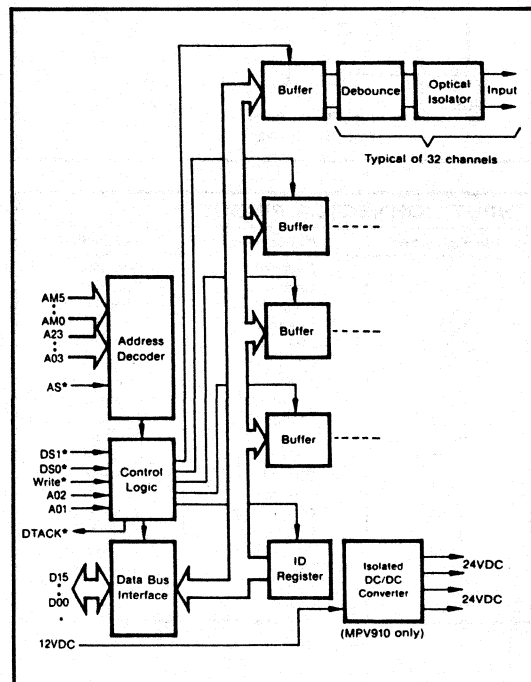 Buffer
Debounce
Optical
Isolator
Input
Typical of 32 channels
Buffer
AM5
AM0
A23
A03
AS*
Address
Decoder
Buffer
Buffer
DS1*
DS0*
Write*
A02
A01
DTACK*
Control
Logic
D15
D00
Data Bus
Interface
ID
Register
Isolated
DC/DC
Converter
24VDC
24VDC
12VDC
(MPV910 only)